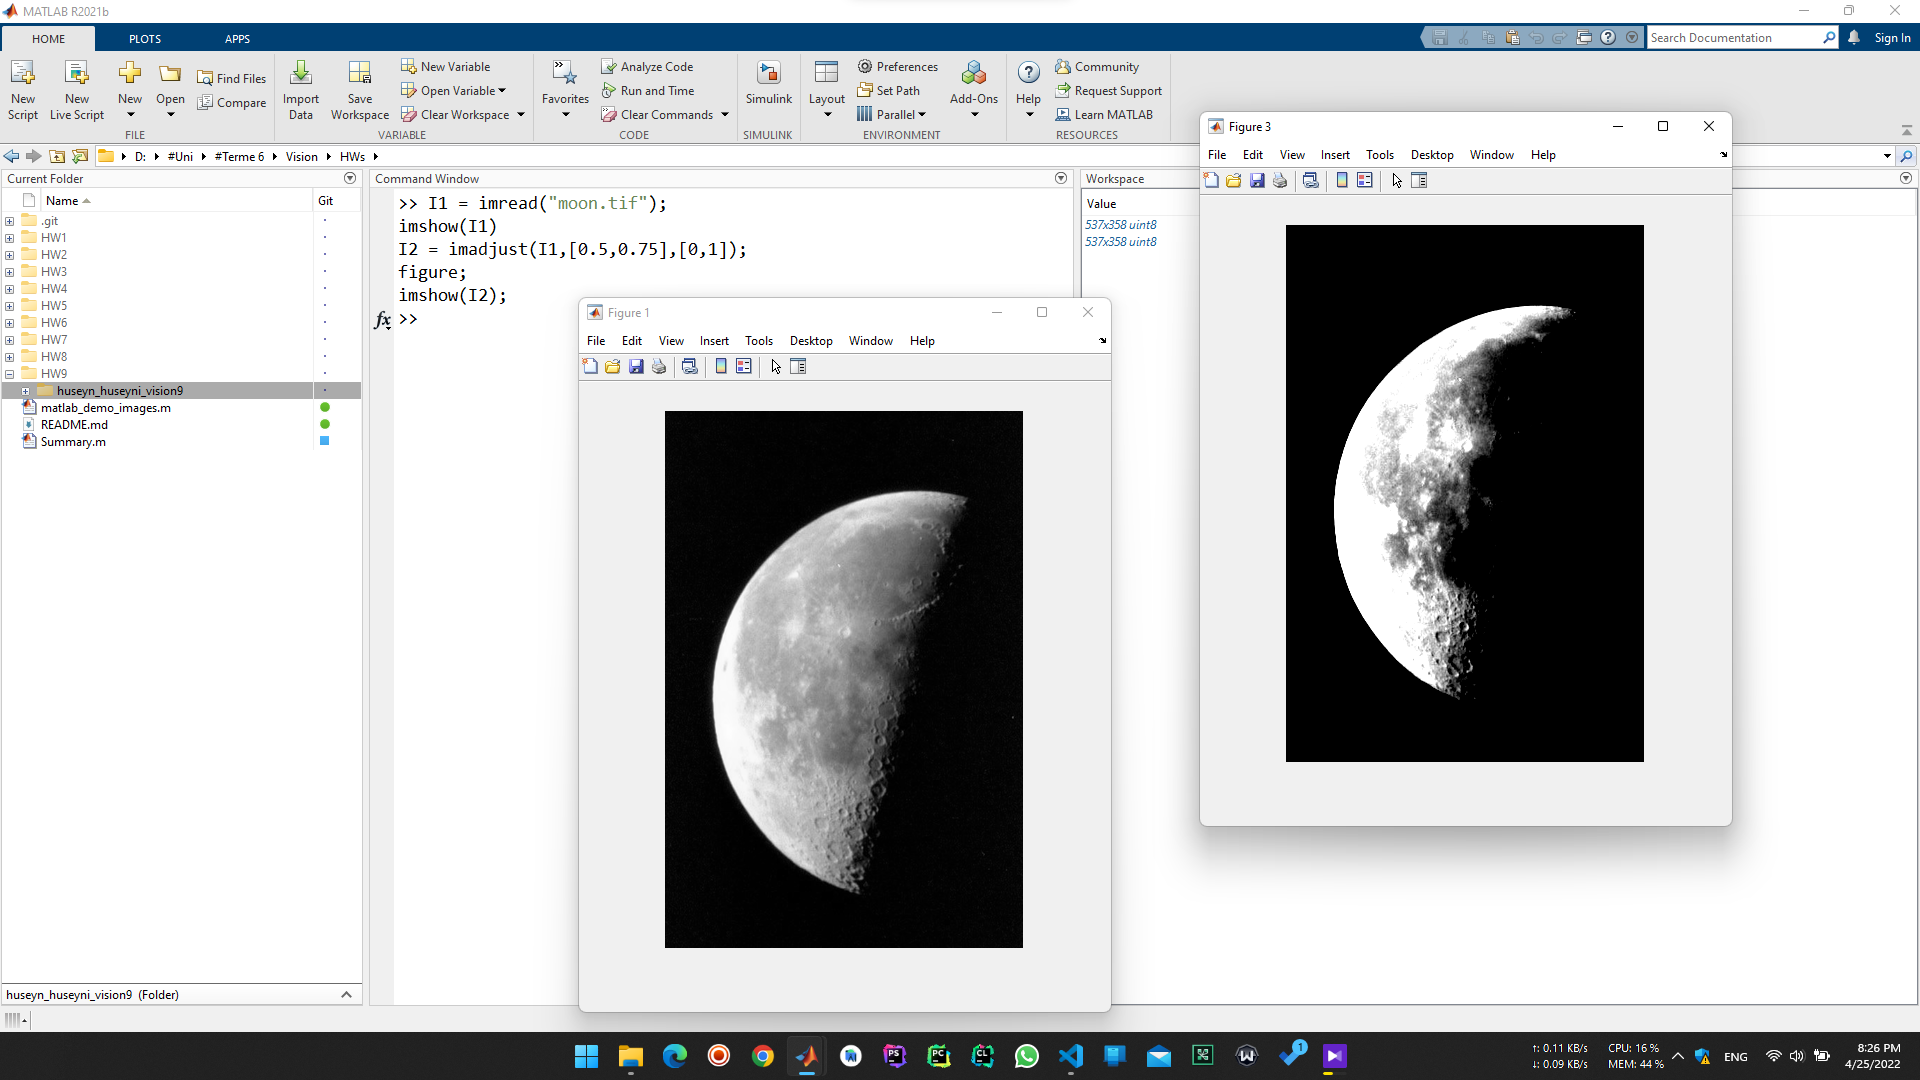 MATLAB R2021b
HOME PLOTS APPS
Search Documentation Sign In
New Script
New Live Script
New
Open
Find Files
Compare
FILE
Import Data
Save Workspace
New Variable
Open Variable
Clear Workspace
VARIABLE
Favorites
Analyze Code
Run and Time
Clear Commands
CODE
Simulink
SIMULINK
Layout
Preferences
Set Path
Parallel
Add-Ons
ENVIRONMENT
Help
Community
Request Support
Learn MATLAB
RESOURCES
D: #Uni #Terme 6 Vision HWs
Current Folder
Name Git
.git
HW1
HW2
HW3
HW4
HW5
HW6
HW7
HW8
HW9
huseyn_huseyni_vision9
matlab_demo_images.m
README.md
Summary.m
huseyn_huseyni_vision9 (Folder)
Command Window
>> I1 = imread("moon.tif");
imshow(I1)
I2 = imadjust(I1,[0.5,0.75],[0,1]);
figure;
imshow(I2);
fx >>
Workspace
Value
537x358 uint8
537x358 uint8
Figure 1
File Edit View Insert Tools Desktop Window Help
Figure 3
File Edit View Insert Tools Desktop Window Help
PS
PC
CL
1
↑: 0.11 KB/s
↓: 0.09 KB/s
CPU: 16 %
MEM: 44 %
ENG
8:26 PM
4/25/2022